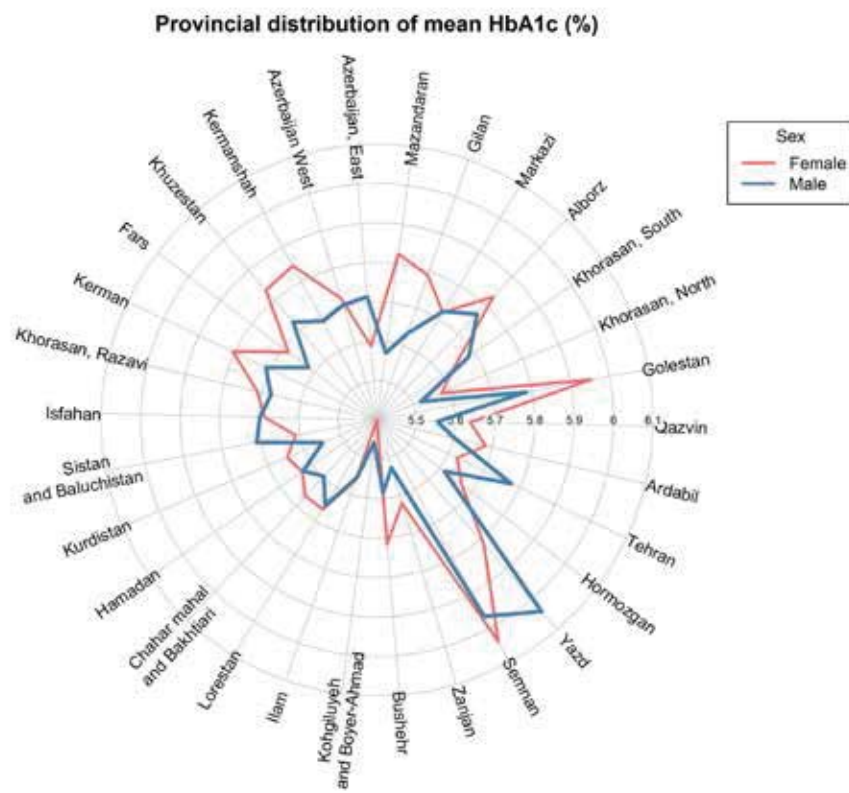 Provincial distribution of mean HbA1c (%)
Sex
Female
Male
Azerbaijan, East
Mazandaran
Gilan
Markazi
Alborz
Khorasan, South
Khorasan, North
Golestan
Qazvin
Ardabil
Tehran
Hormozgan
Yazd
Semnan
Zanjan
Bushehr
Kohgiluyeh
and Boyer-Ahmad
Ilam
Lorestan
Chahar mahal
and Bakhtiari
Hamadan
Kurdistan
Sistan
and Baluchistan
Isfahan
Khorasan, Razavi
Kerman
Fars
Khuzestan
Kermanshah
Azerbaijan West
5.5 5.6 5.7 5.8 5.9 6 6.1